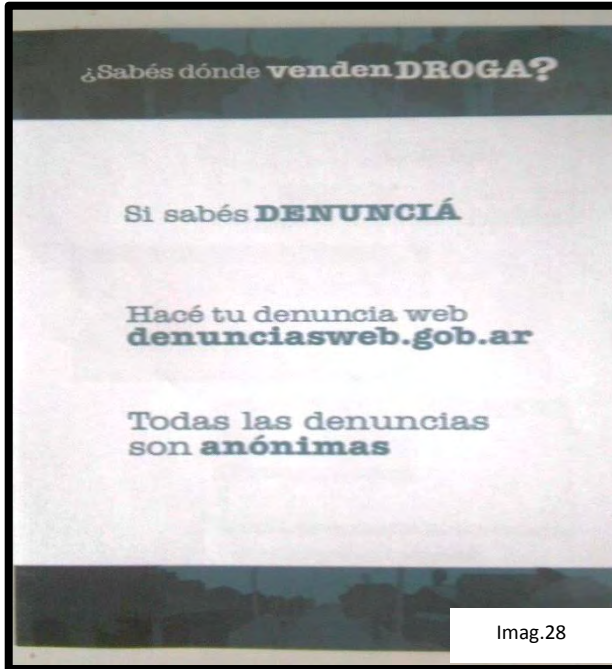 ¿Sabés dónde venden DROGA?
Si sabés DENUNCIÁ
Hacé tu denuncia web
denunciasweb.gob.ar
Todas las denuncias
son anónimas
Imag.28